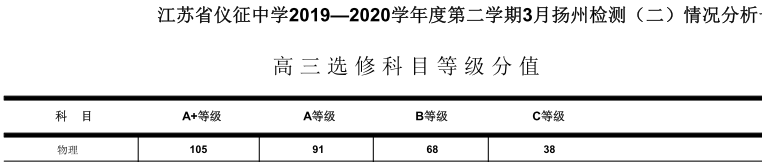 江苏省仪征中学2019—2020学年度第二学期3月扬州检测（二）情况分析
高三选修科目等级分值
科 目 A+等级 A等级 B等级 C等级
物理 105 91 68 38